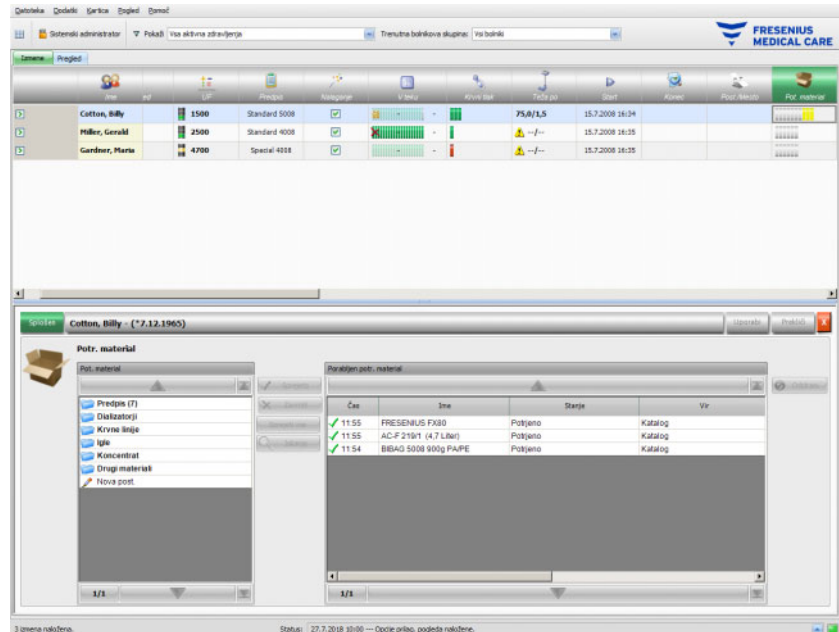 Datoteka Dodatki Kartica Pogled Pomoč
Sistemski administrator Pokaži Vsa aktivna zdravljenja Trenutna bolnikova skupina: Vsi bolniki
FRESENIUS
MEDICAL CARE
Izmene Pregled
Ime ed UF Predpis Nalaganje V teku Krvni tlak Teža po Start Konec Post./Mesto Pot. material
Cotton, Billy 1500 Standard 5008 - - 75,0/1,5 15.7.2008 16:34
Miller, Gerald 2500 Standard 4008 - --/-- 15.7.2008 16:35
Gardner, Maria 4700 Special 4008 - - --/-- 15.7.2008 16:35
Splošen Cotton, Billy - (*7.12.1965) Uporabi Prekliči X
Potr. material
Pot. material Porabljen potr. material
Predpis (7)
Dializatorji
Krvne linije
Igle
Koncentrat
Drugi materiali
Nova post.
Čas Ime Stanje Vir
11:55 FRESENIUS FX80 Potrjeno Katalog
11:55 AC-F 219/1 (4,7 Liter) Potrjeno Katalog
11:54 BIBAG 5008 900g PA/PE Potrjeno Katalog
1/1 1/1
3 izmena naložena. Status: 27.7.2018 10:00 --- Opcije prilag. pogleda naložene.